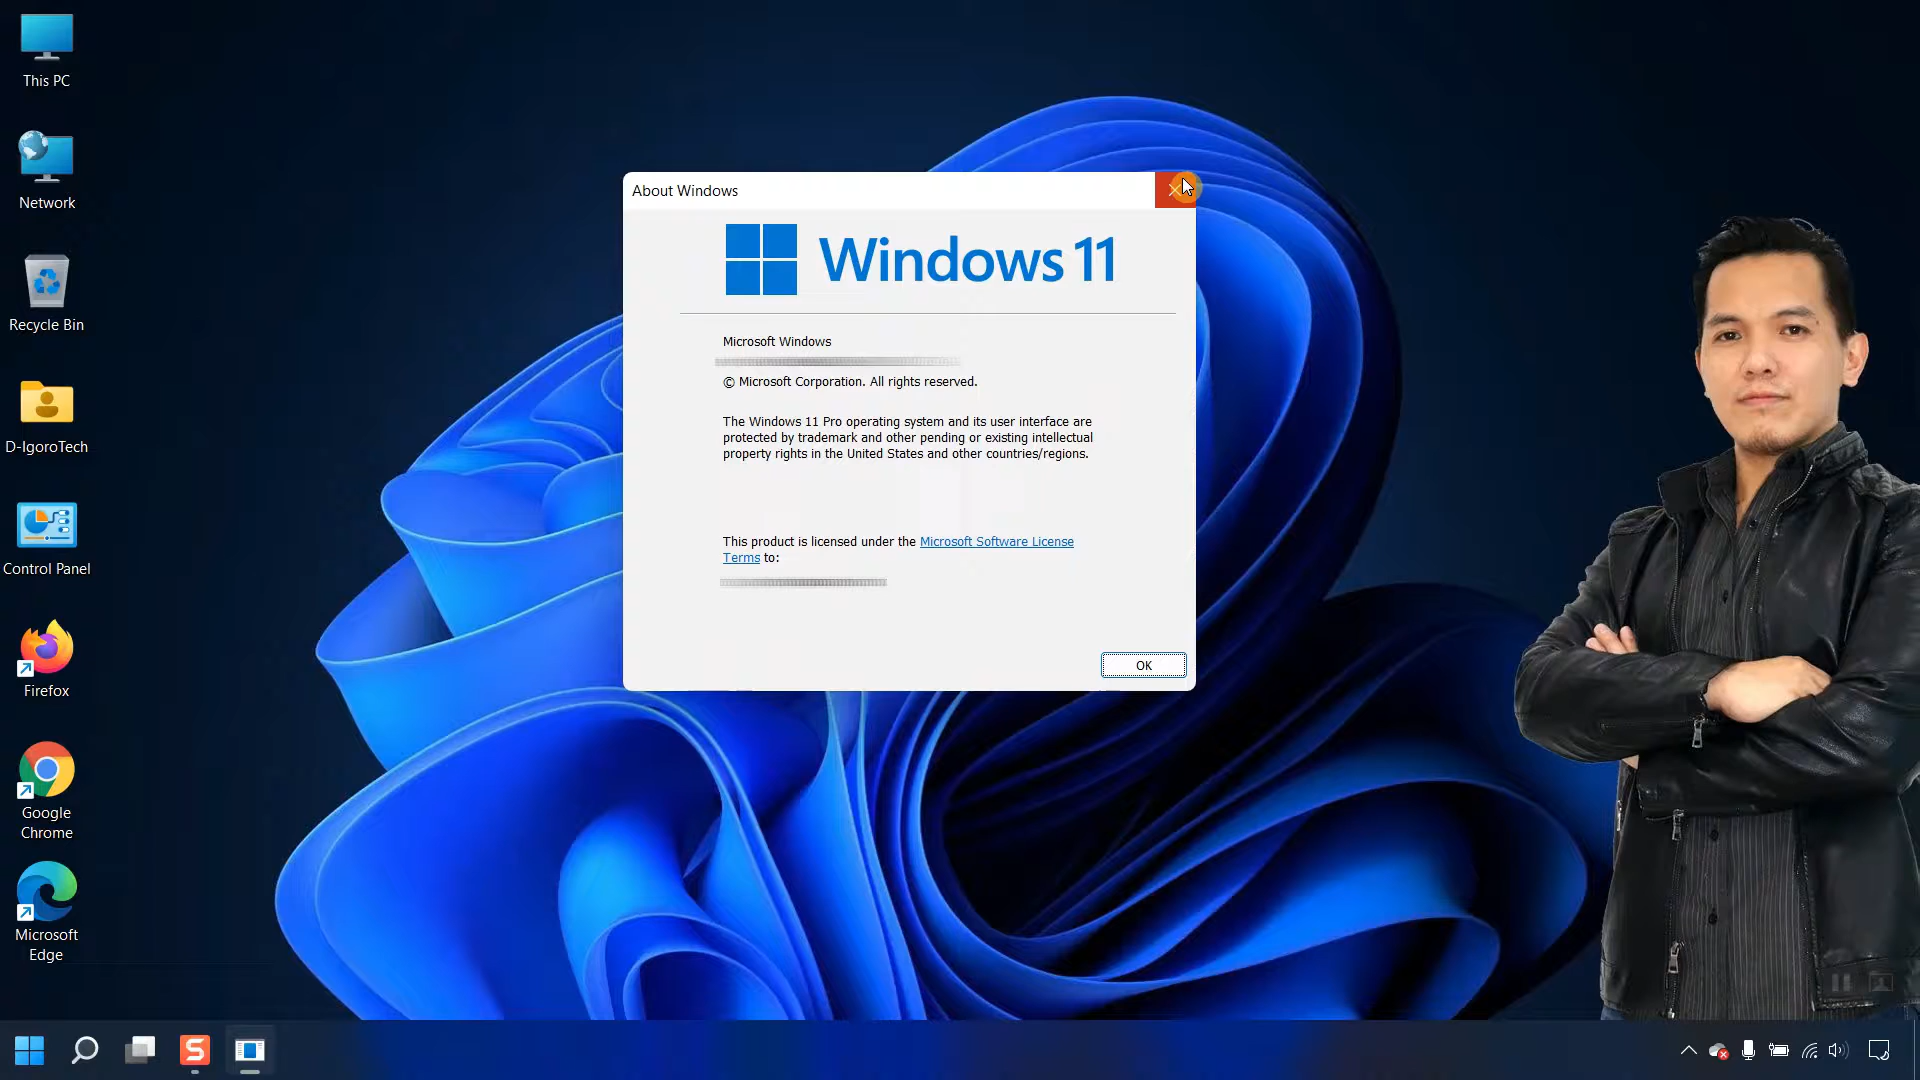 This PC
Network
Recycle Bin
D-IgoroTech
Control Panel
Firefox
Google
Chrome
Microsoft
Edge
About Windows
Windows 11
Microsoft Windows
© Microsoft Corporation. All rights reserved.
The Windows 11 Pro operating system and its user interface are
protected by trademark and other pending or existing intellectual
property rights in the United States and other countries/regions.
This product is licensed under the Microsoft Software License
Terms to:
OK